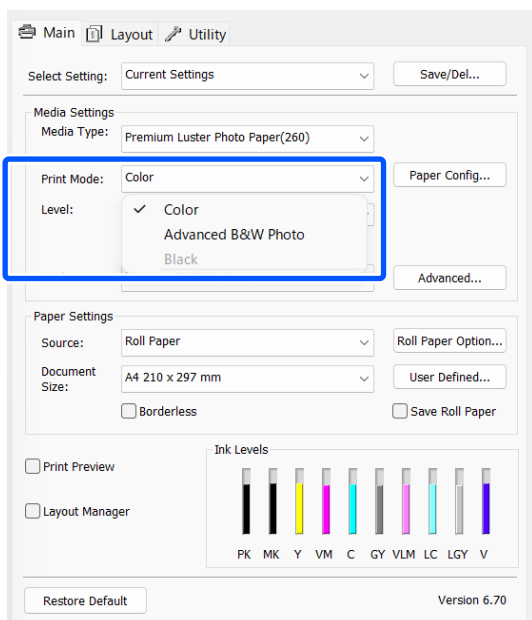 Main Layout Utility
Select Setting: Current Settings Save/Del...
Media Settings
Media Type: Premium Luster Photo Paper(260)
Print Mode: Color Paper Config...
Level: Color
Advanced B&W Photo
Black
Advanced...
Paper Settings
Source: Roll Paper Roll Paper Option...
Document
Size: A4 210 x 297 mm User Defined...
Borderless Save Roll Paper
Ink Levels
Print Preview
Layout Manager
PK MK Y VM C GY VLM LC LGY V
Restore Default Version 6.70